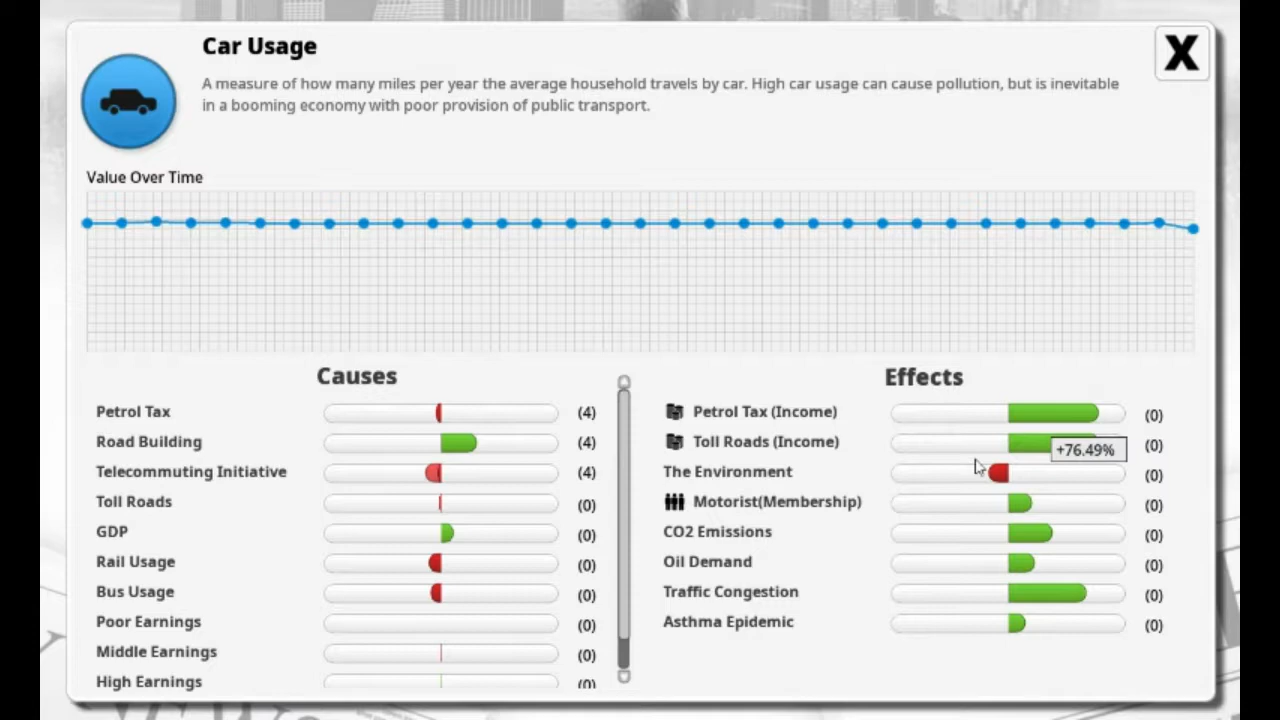 Car Usage
X
A measure of how many miles per year the average household travels by car. High car usage can cause pollution, but is inevitable
in a booming economy with poor provision of public transport.
Value Over Time
Causes
Petrol Tax (4)
Road Building (4)
Telecommuting Initiative (4)
Toll Roads (0)
GDP (0)
Rail Usage (0)
Bus Usage (0)
Poor Earnings (0)
Middle Earnings (0)
High Earnings (0)
Effects
Petrol Tax (Income) (0)
Toll Roads (Income) (0)
+76.49%
The Environment (0)
Motorist(Membership) (0)
CO2 Emissions (0)
Oil Demand (0)
Traffic Congestion (0)
Asthma Epidemic (0)